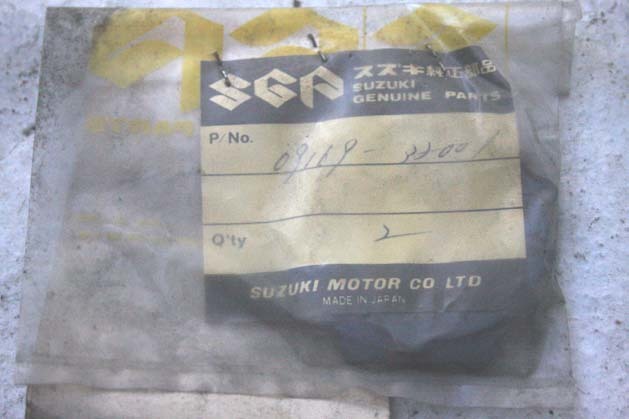 SGP スズキ純正部品
SUZUKI
GENUINE PARTS
P/No. 09169-32001
Q'ty 2
SUZUKI MOTOR CO LTD
MADE IN JAPAN